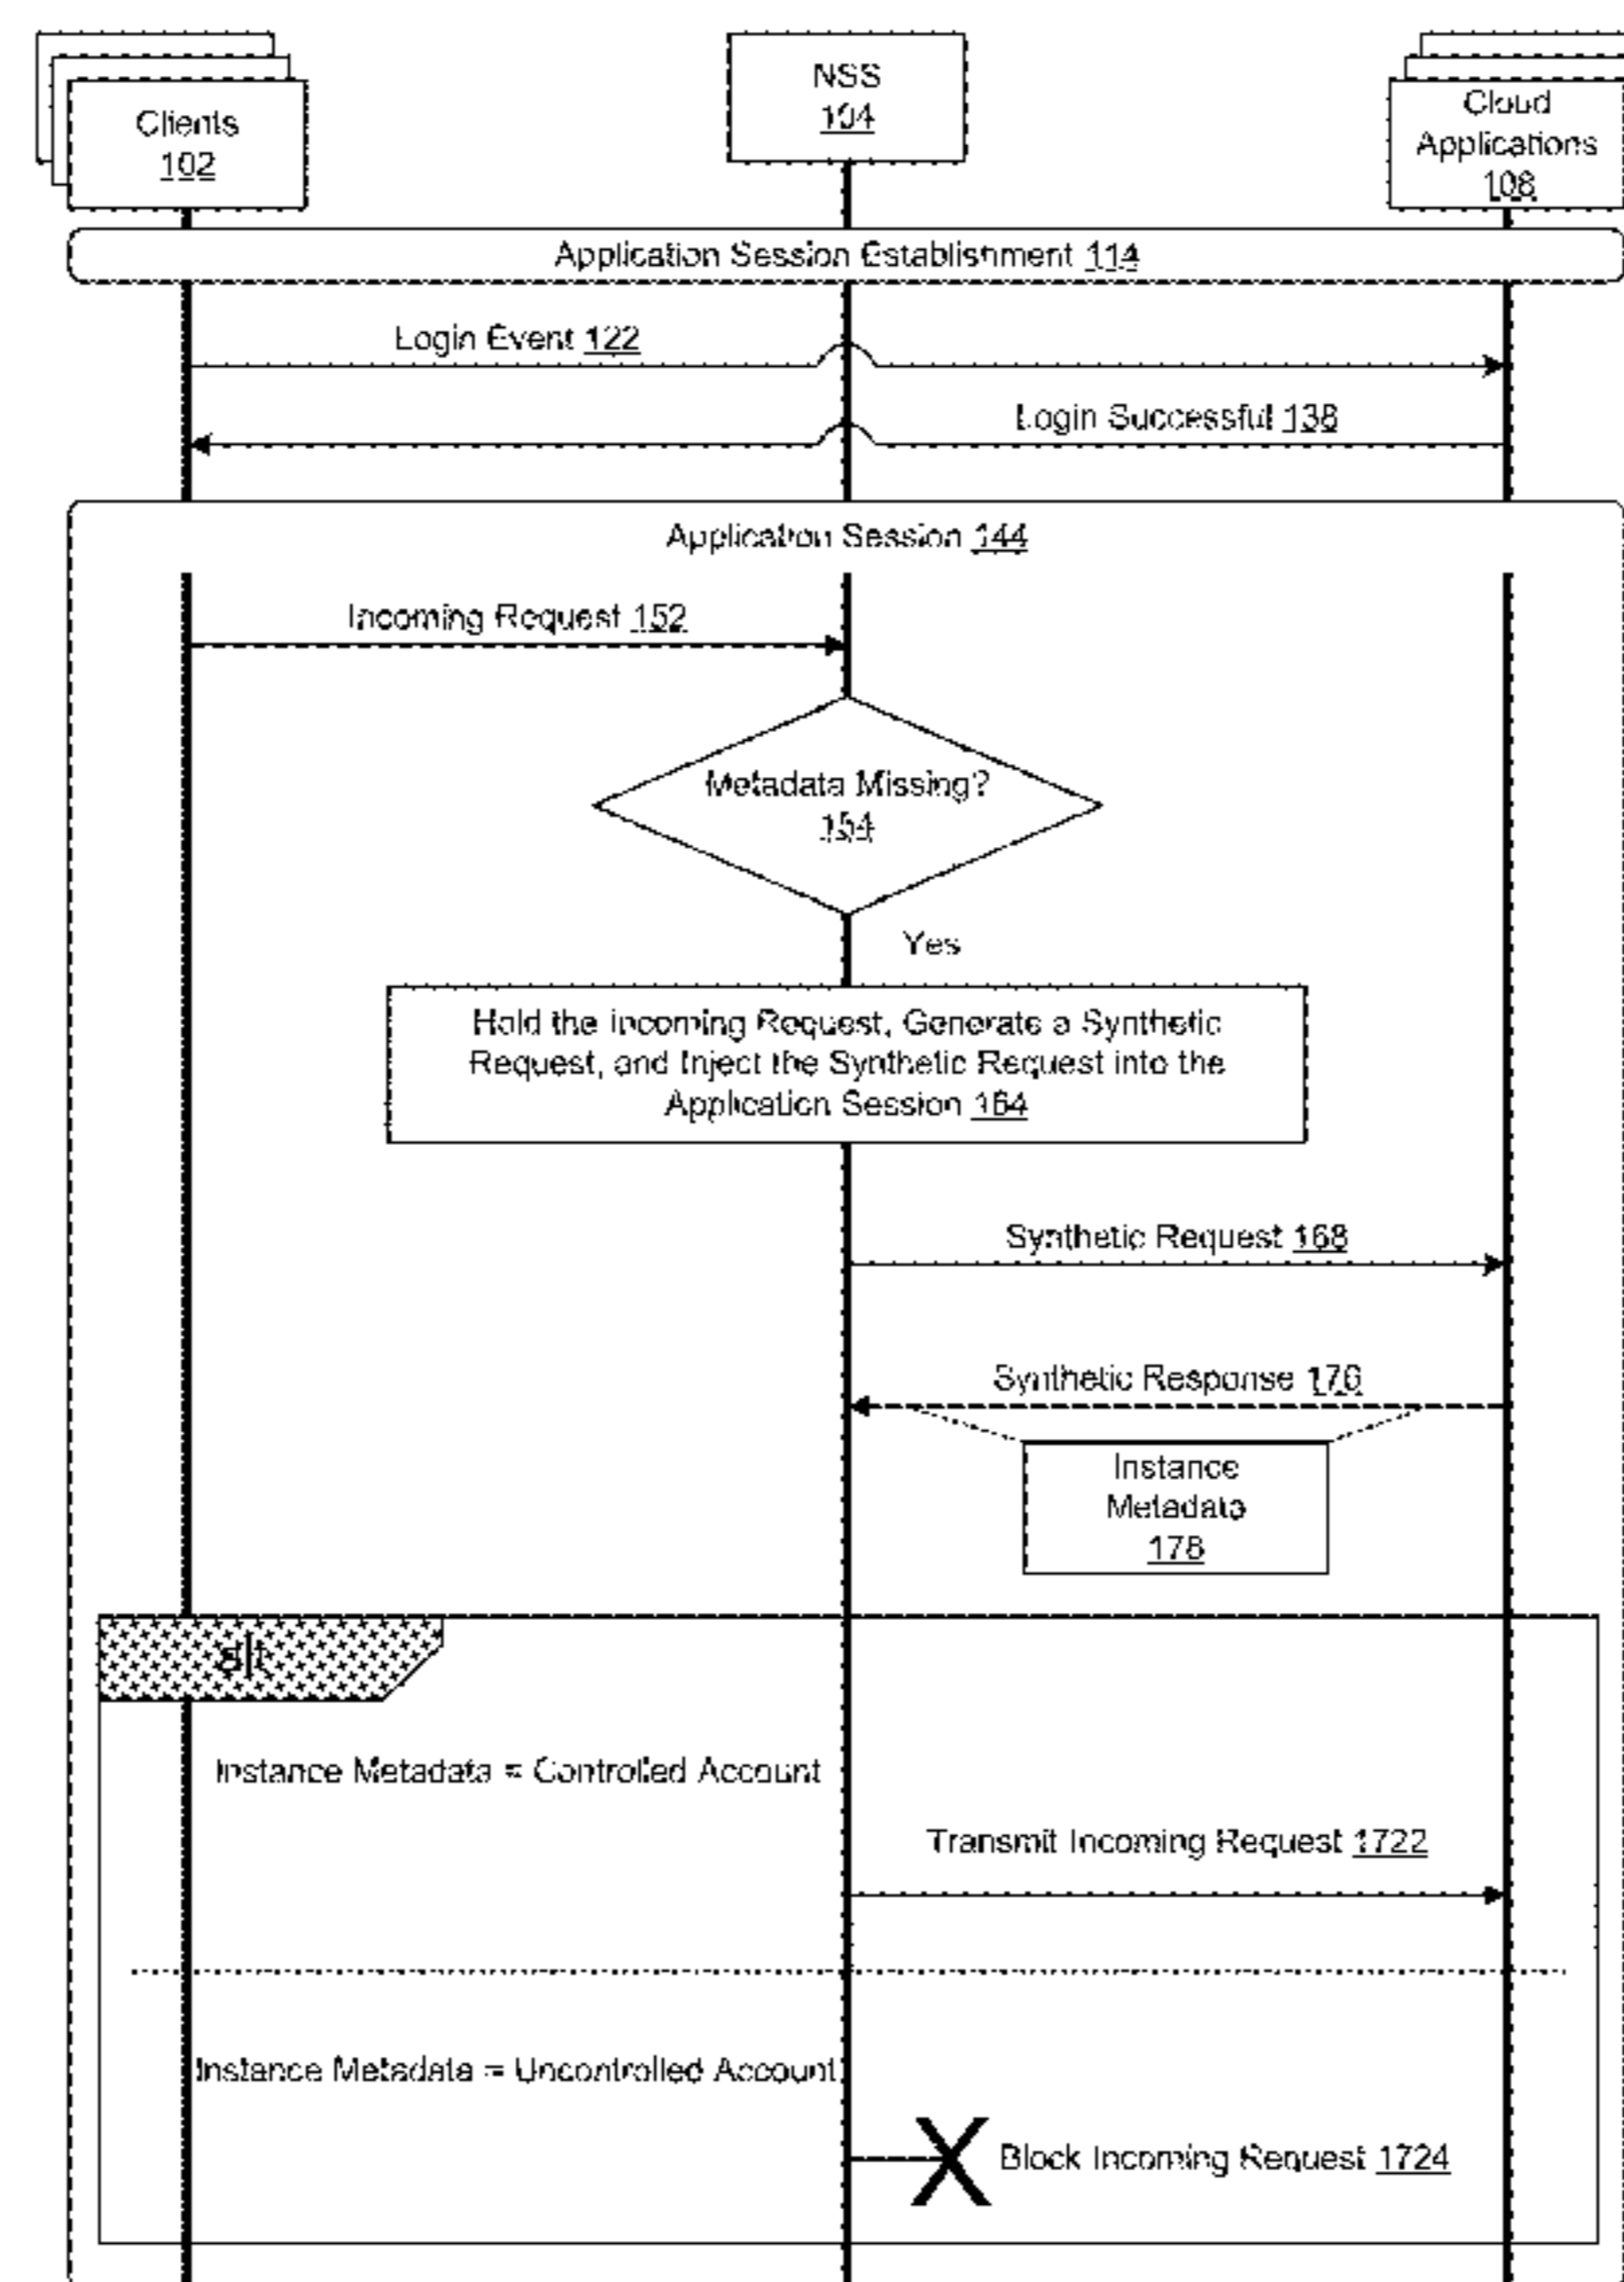 Clients
102
NSS
104
Cloud
Applications
108
Application Session Establishment 114
Login Event 122
Login Successful 138
Application Session 144
Incoming Request 152
Metadata Missing?
154
Yes
Hold the Incoming Request, Generate a Synthetic
Request, and Inject the Synthetic Request into the
Application Session 164
Synthetic Request 168
Synthetic Response 176
Instance
Metadata
178
alt
Instance Metadata = Controlled Account
Transmit Incoming Request 1722
Instance Metadata = Uncontrolled Account
Block Incoming Request 1724